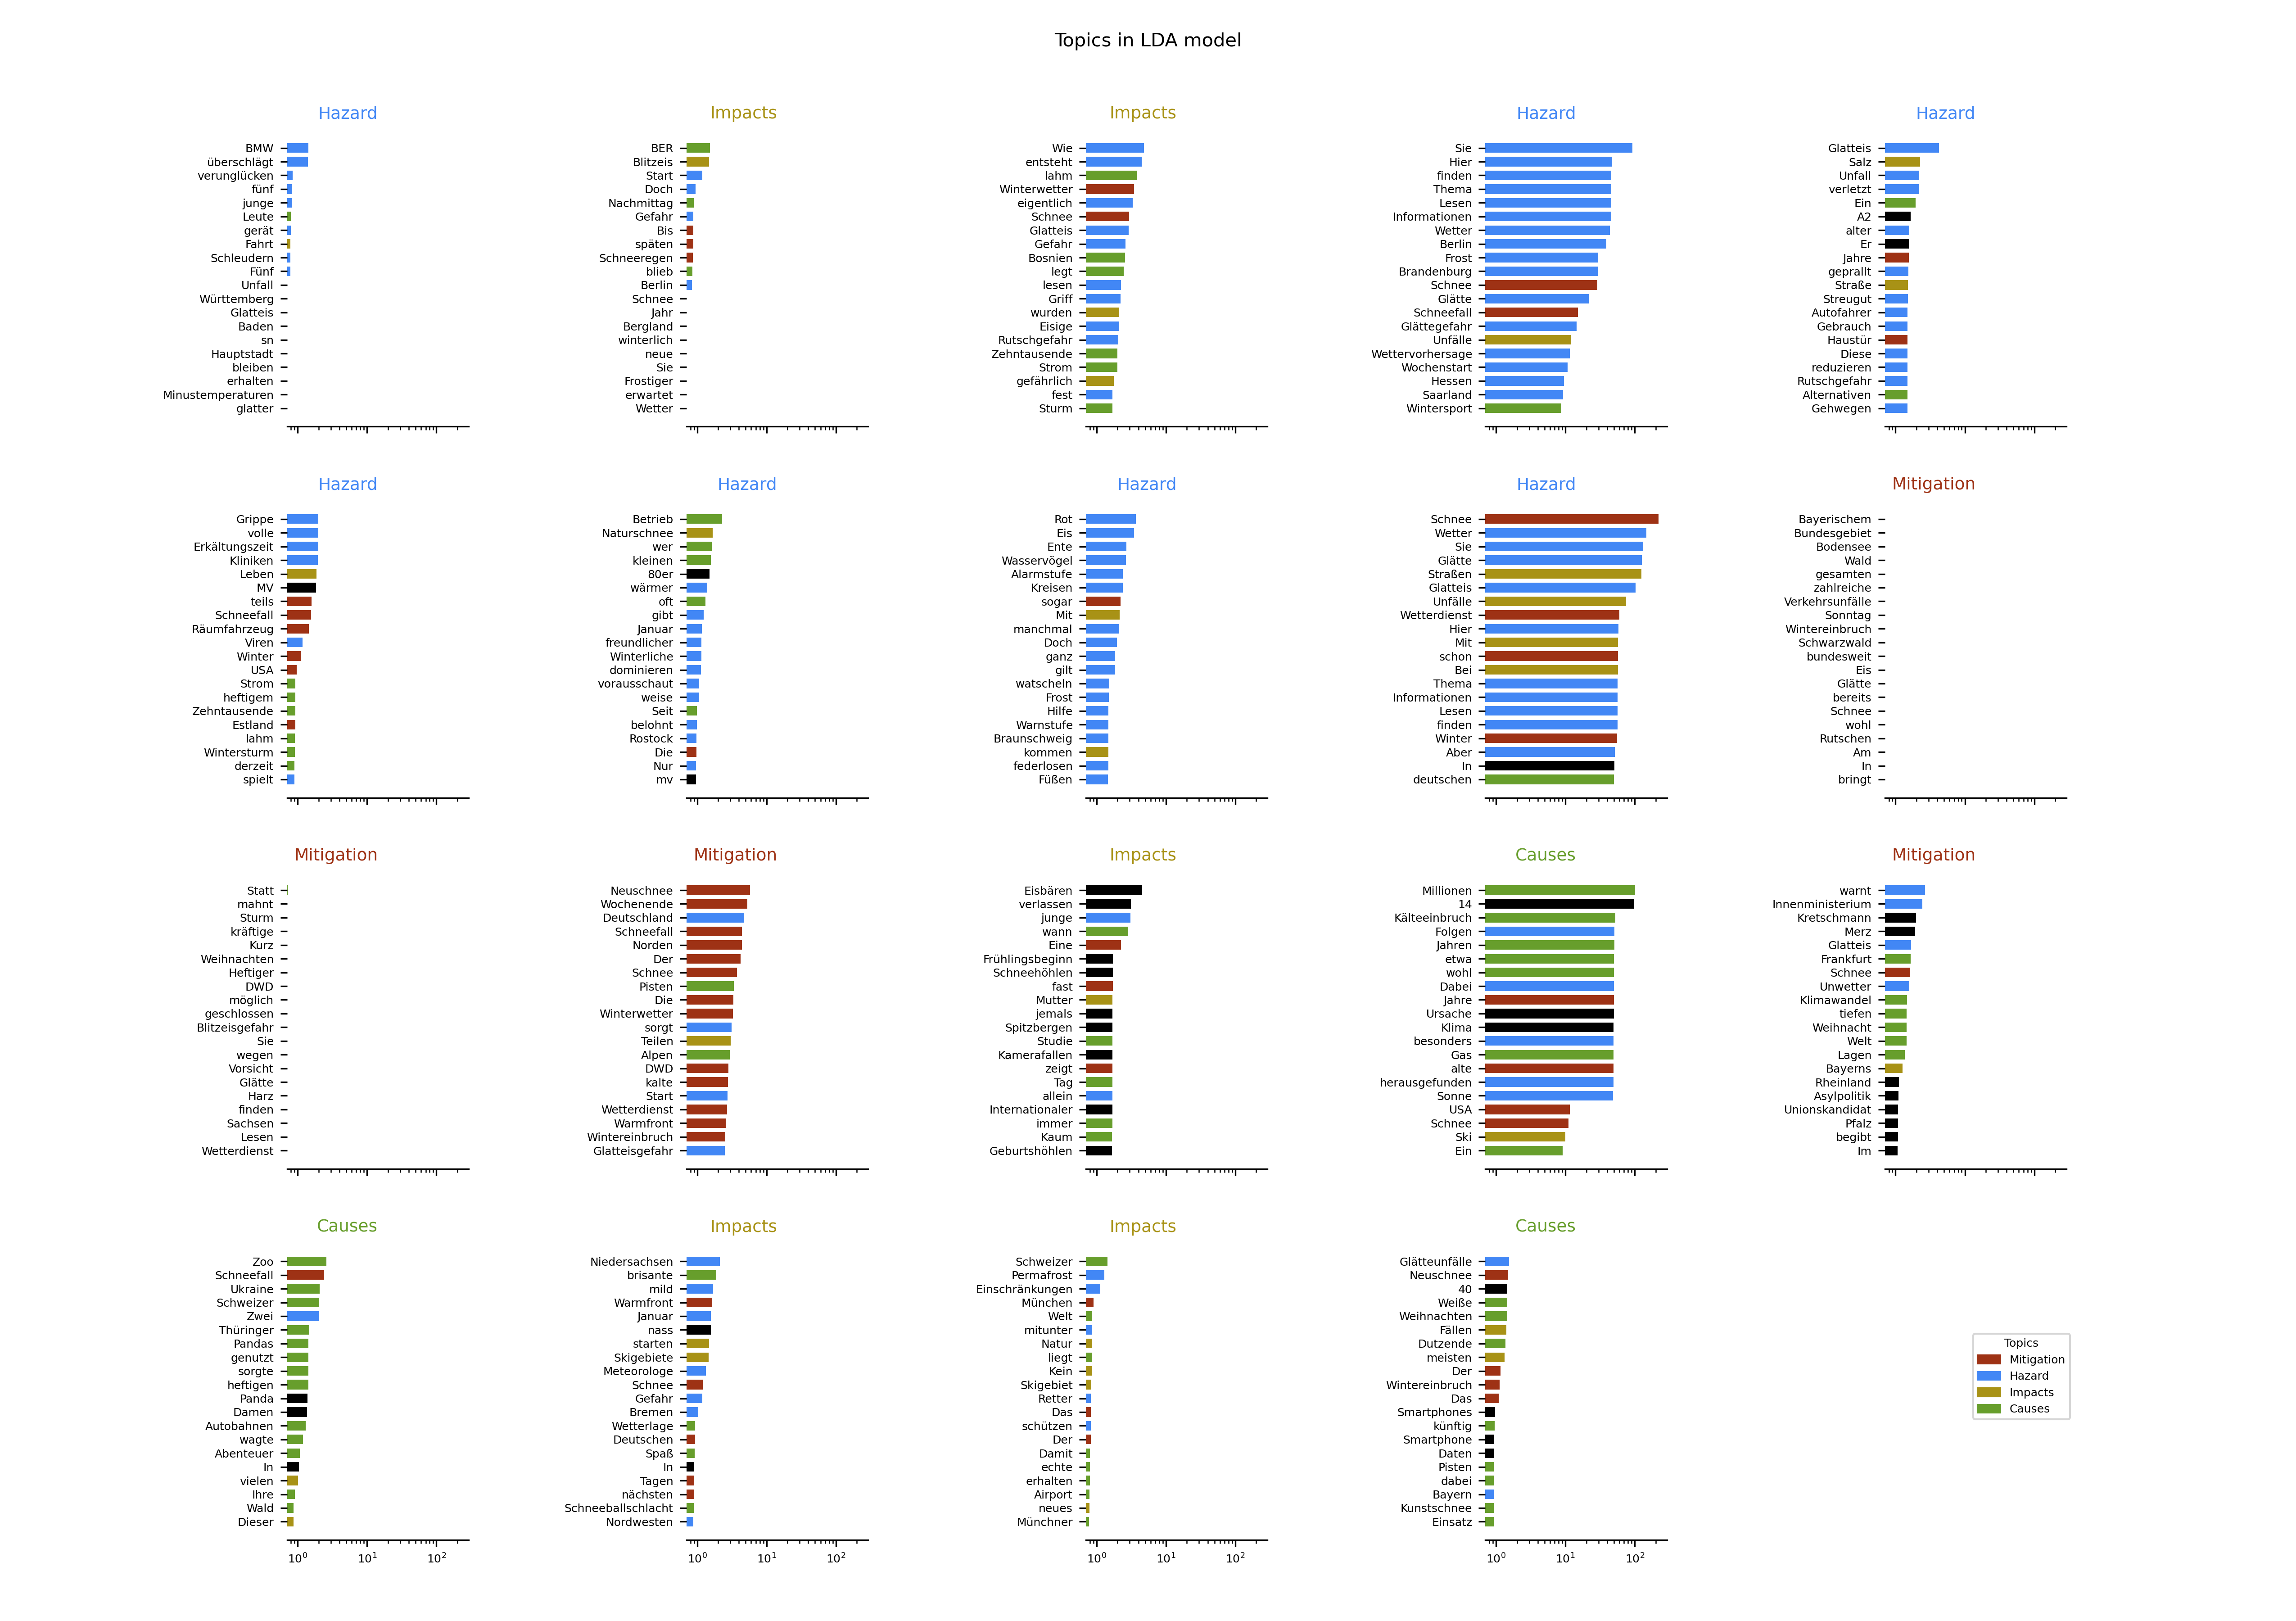 Topics in LDA model
Hazard
BMW
überschlägt
verunglücken
fünf
junge
Leute
gerät
Fahrt
Schleudern
Fünf
Unfall
Württemberg
Glatteis
Baden
sn
Hauptstadt
bleiben
erhalten
Minustemperaturen
glatter
Impacts
BER
Blitzeis
Start
Doch
Nachmittag
Gefahr
Bis
späten
Schneeregen
blieb
Berlin
Schnee
Jahr
Bergland
winterlich
neue
Sie
Frostiger
erwartet
Wetter
Impacts
Wie
entsteht
lahm
Winterwetter
eigentlich
Schnee
Glatteis
Gefahr
Bosnien
legt
lesen
Griff
wurden
Eisige
Rutschgefahr
Zehntausende
Strom
gefährlich
fest
Sturm
Hazard
Sie
Hier
finden
Thema
Lesen
Informationen
Wetter
Berlin
Frost
Brandenburg
Schnee
Glätte
Schneefall
Glättegefahr
Unfälle
Wettervorhersage
Wochenstart
Hessen
Saarland
Wintersport
Hazard
Glatteis
Salz
Unfall
verletzt
Ein
A2
alter
Er
Jahre
geprallt
Straße
Streugut
Autofahrer
Gebrauch
Haustür
Diese
reduzieren
Rutschgefahr
Alternativen
Gehwegen
Hazard
Grippe
volle
Erkältungszeit
Kliniken
Leben
MV
teils
Schneefall
Räumfahrzeug
Viren
Winter
USA
Strom
heftigem
Zehntausende
Estland
lahm
Wintersturm
derzeit
spielt
Hazard
Betrieb
Naturschnee
wer
kleinen
80er
wärmer
oft
gibt
Januar
freundlicher
Winterliche
dominieren
vorausschaut
weise
Seit
belohnt
Rostock
Die
Nur
mv
Hazard
Rot
Eis
Ente
Wasservögel
Alarmstufe
Kreisen
sogar
Mit
manchmal
Doch
ganz
gilt
watscheln
Frost
Hilfe
Warnstufe
Braunschweig
kommen
federlosen
Füßen
Hazard
Schnee
Wetter
Sie
Glätte
Straßen
Glatteis
Unfälle
Wetterdienst
Hier
Mit
schon
Bei
Thema
Informationen
Lesen
finden
Winter
Aber
In
deutschen
Mitigation
Bayerischem
Bundesgebiet
Bodensee
Wald
gesamten
zahlreiche
Verkehrsunfälle
Sonntag
Wintereinbruch
Schwarzwald
bundesweit
Eis
Glätte
bereits
Schnee
wohl
Rutschen
Am
In
bringt
Mitigation
Statt
mahnt
Sturm
kräftige
Kurz
Weihnachten
Heftiger
DWD
möglich
geschlossen
Blitzeisgefahr
Sie
wegen
Vorsicht
Glätte
Harz
finden
Sachsen
Lesen
Wetterdienst
Mitigation
Neuschnee
Wochenende
Deutschland
Schneefall
Norden
Der
Schnee
Pisten
Die
Winterwetter
sorgt
Teilen
Alpen
DWD
kalte
Start
Wetterdienst
Warmfront
Wintereinbruch
Glatteisgefahr
Impacts
Eisbären
verlassen
junge
wann
Eine
Frühlingsbeginn
Schneehöhlen
fast
Mutter
jemals
Spitzbergen
Studie
Kamerafallen
zeigt
Tag
allein
Internationaler
immer
Kaum
Geburtshöhlen
Causes
Millionen
14
Kälteeinbruch
Folgen
Jahren
etwa
wohl
Dabei
Jahre
Ursache
Klima
besonders
Gas
alte
herausgefunden
Sonne
USA
Schnee
Ski
Ein
Mitigation
warnt
Innenministerium
Kretschmann
Merz
Glatteis
Frankfurt
Schnee
Unwetter
Klimawandel
tiefen
Weihnacht
Welt
Lagen
Bayerns
Rheinland
Asylpolitik
Unionskandidat
Pfalz
begibt
Im
Causes
Zoo
Schneefall
Ukraine
Schweizer
Zwei
Thüringer
Pandas
genutzt
sorgte
heftigen
Panda
Damen
Autobahnen
wagte
Abenteuer
In
vielen
Ihre
Wald
Dieser
10⁰ 10¹ 10²
Impacts
Niedersachsen
brisante
mild
Warmfront
Januar
nass
starten
Skigebiete
Meteorologe
Schnee
Gefahr
Bremen
Wetterlage
Deutschen
Spaß
In
Tagen
nächsten
Schneeballschlacht
Nordwesten
10⁰ 10¹ 10²
Impacts
Schweizer
Permafrost
Einschränkungen
München
Welt
mitunter
Natur
liegt
Kein
Skigebiet
Retter
Das
schützen
Der
Damit
echte
erhalten
Airport
neues
Münchner
10⁰ 10¹ 10²
Causes
Glätteunfälle
Neuschnee
40
Weiße
Weihnachten
Fällen
Dutzende
meisten
Der
Wintereinbruch
Das
Smartphones
künftig
Smartphone
Daten
Pisten
dabei
Bayern
Kunstschnee
Einsatz
10⁰ 10¹ 10²
Topics
Mitigation
Hazard
Impacts
Causes